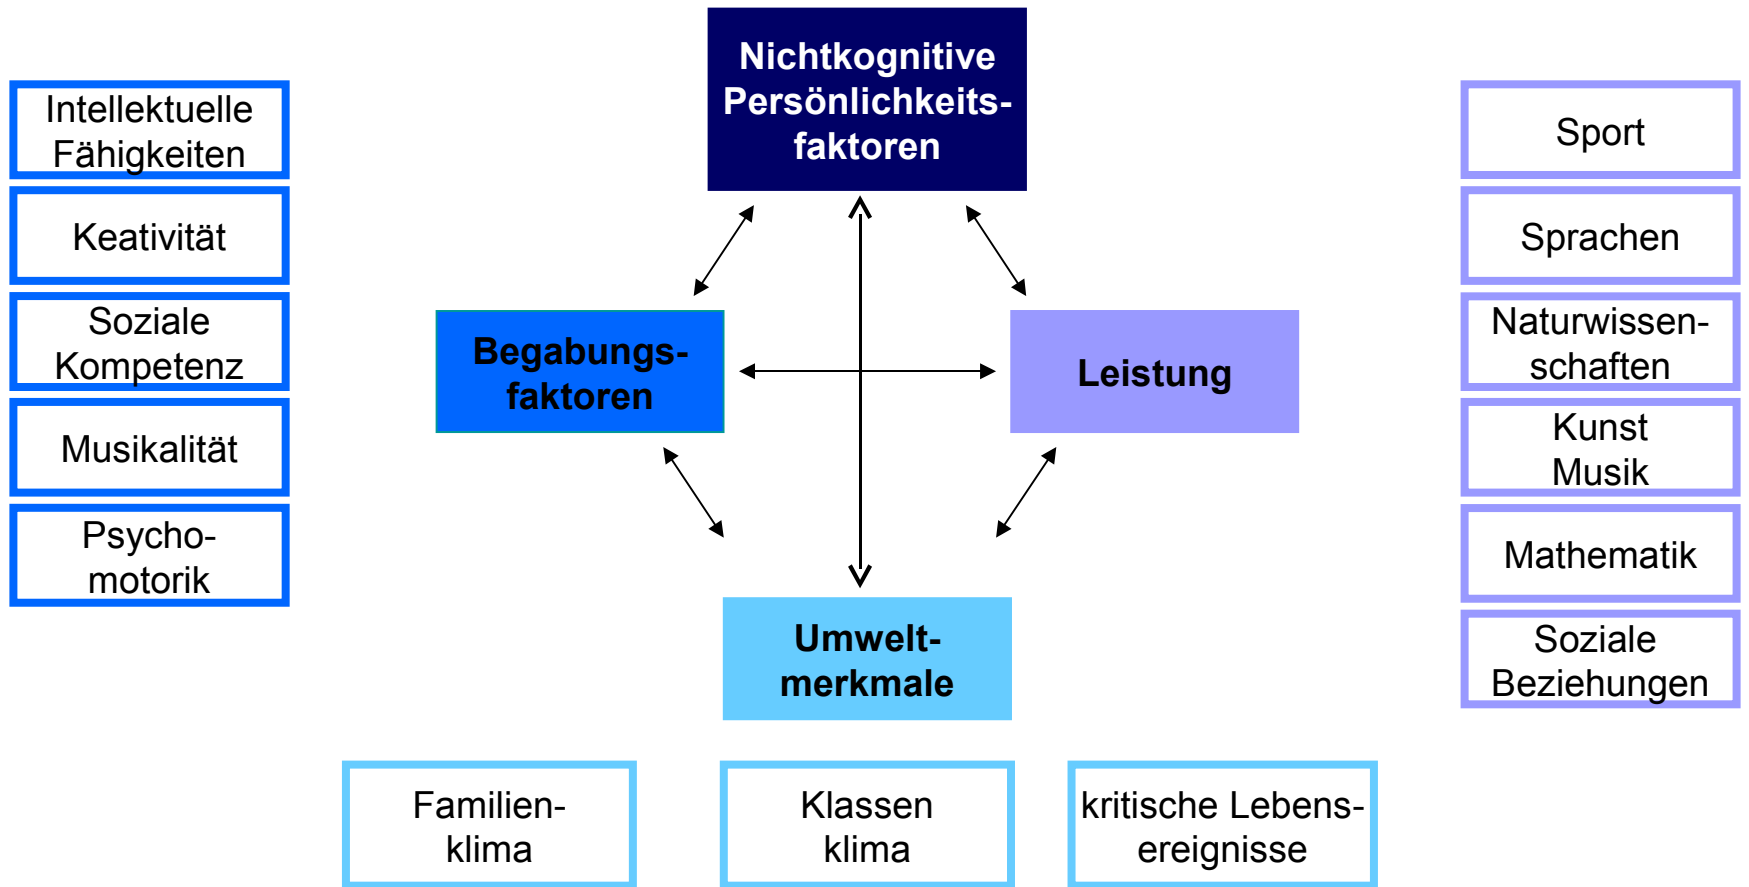 Nichtkognitive
Persönlichkeits-
faktoren
Intellektuelle
Fähigkeiten
Keativität
Soziale
Kompetenz
Musikalität
Psycho-
motorik
Begabungs-
faktoren
Leistung
Umwelt-
merkmale
Sport
Sprachen
Naturwissen-
schaften
Kunst
Musik
Mathematik
Soziale
Beziehungen
Familien-
klima
Klassen
klima
kritische Lebens-
ereignisse